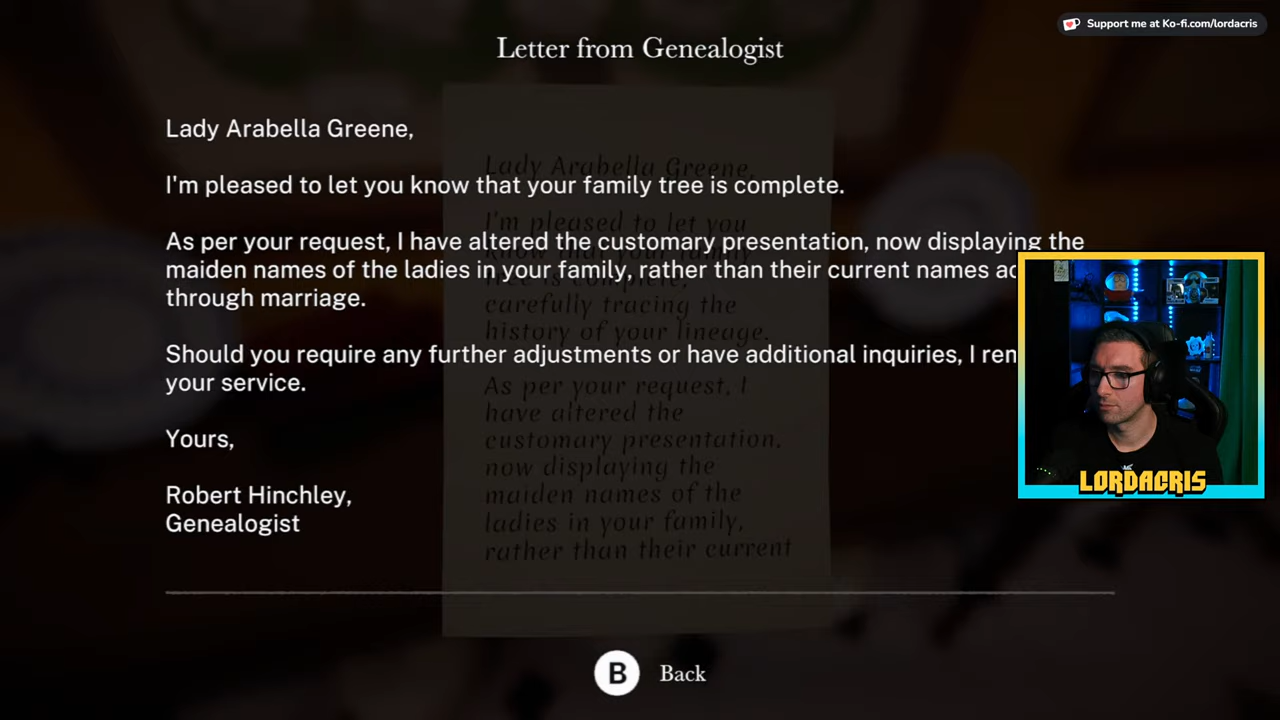 Support me at Ko-fi.com/lordacris
Letter from Genealogist
Lady Arabella Greene,
I'm pleased to let you know that your family tree is complete.
As per your request, I have altered the customary presentation, now displaying the
maiden names of the ladies in your family, rather than their current names
through marriage.
Should you require any further adjustments or have additional inquiries, I
your service.
Yours,
Robert Hinchley,
Genealogist
Lady Arabella Greene,
I'm pleased to let you
know that your family
tree is complete,
carefully tracing the
history of your lineage.
As per your request, I
have altered the
customary presentation,
now displaying the
maiden names of the
ladies in your family,
rather than their current
LORDACRIS
B Back